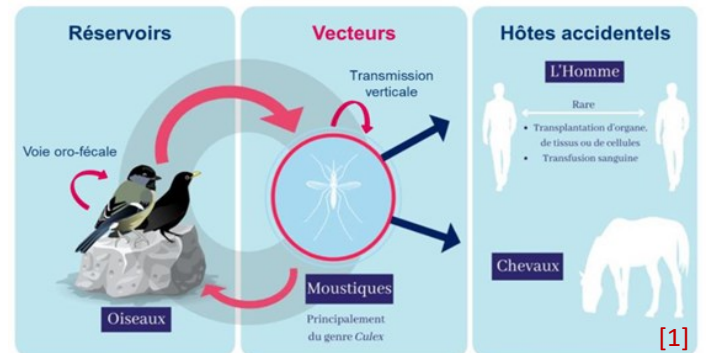 Réservoirs
Voie oro-fécale
Oiseaux
Vecteurs
Transmission
verticale
Moustiques
Principalement
du genre Culex
Hôtes accidentels
L'Homme
Rare
• Transplantation d'organe,
de tissus ou de cellules
• Transfusion sanguine
Chevaux
[1]